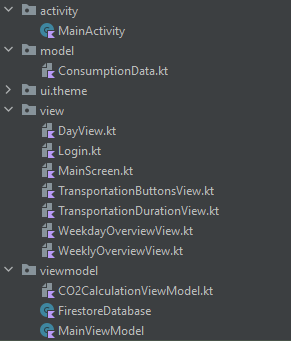 activity
MainActivity
model
ConsumptionData.kt
ui.theme
view
DayView.kt
Login.kt
MainScreen.kt
TransportationButtonsView.kt
TransportationDurationView.kt
WeekdayOverviewView.kt
WeeklyOverviewView.kt
viewmodel
CO2CalculationViewModel.kt
FirestoreDatabase
MainViewModel